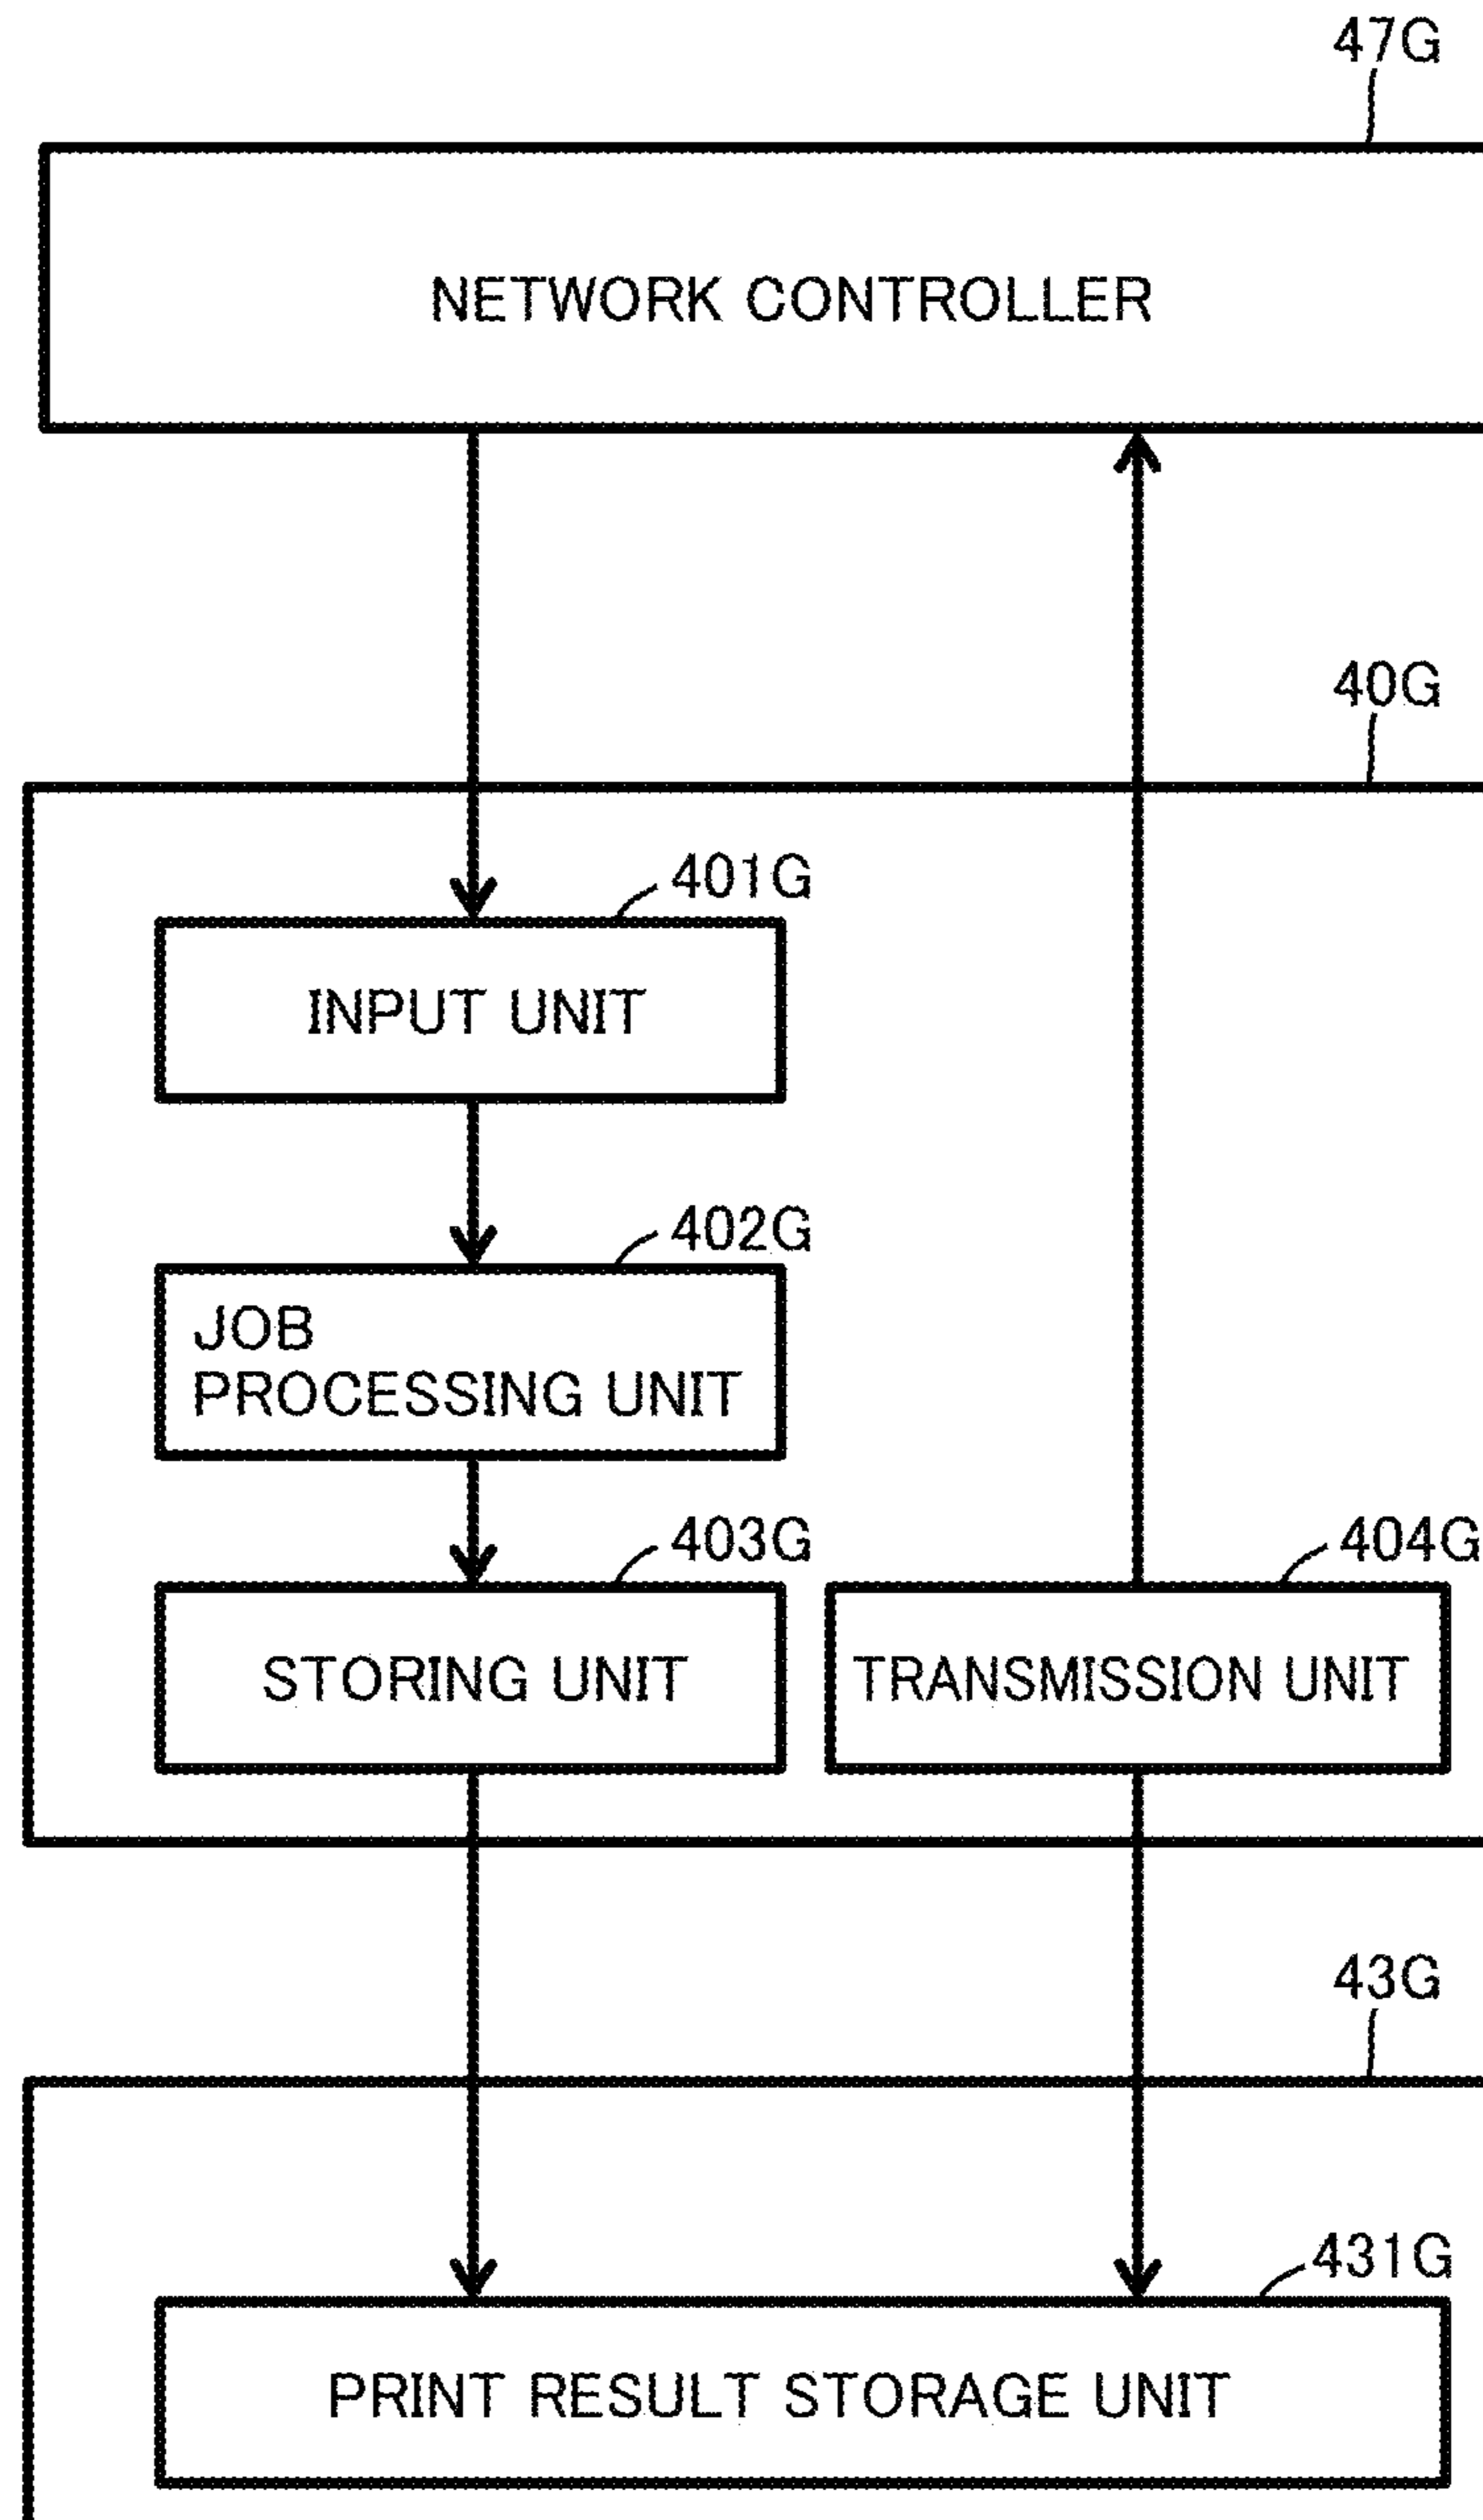 47G
NETWORK CONTROLLER
40G
401G
INPUT UNIT
402G
JOB
PROCESSING UNIT
403G
404G
STORING UNIT
TRANSMISSION UNIT
43G
431G
PRINT RESULT STORAGE UNIT